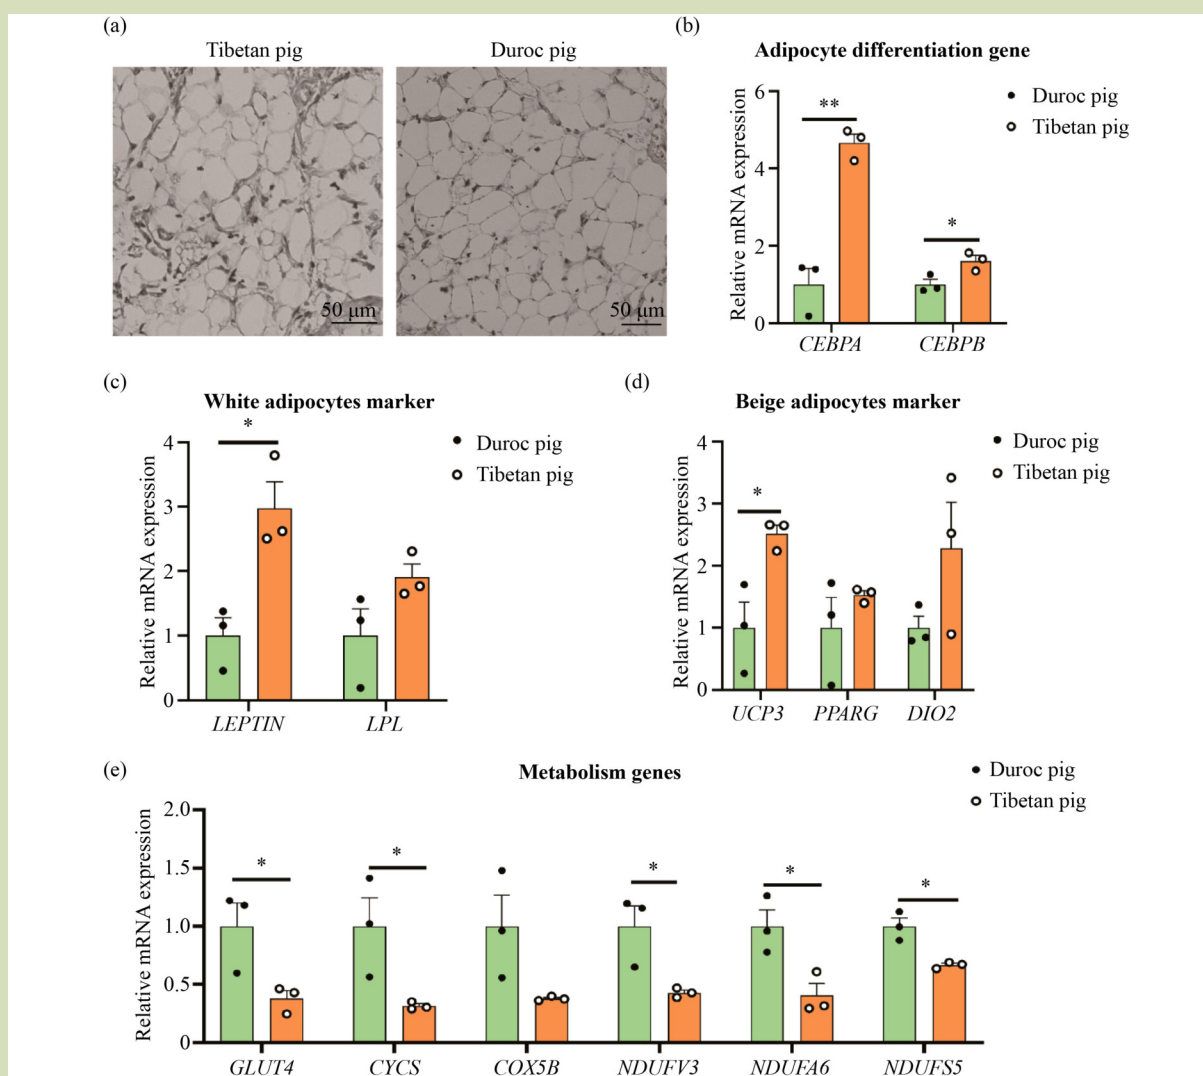 (a)
Tibetan pig
Duroc pig
50 μm
50 μm
(b)
Adipocyte differentiation gene
Duroc pig
Tibetan pig
Relative mRNA expression
6
4
2
0
**
*
CEBPA
CEBPB
(c)
White adipocytes marker
Duroc pig
Tibetan pig
Relative mRNA expression
4
3
2
1
0
*
LEPTIN
LPL
(d)
Beige adipocytes marker
Duroc pig
Tibetan pig
Relative mRNA expression
4
3
2
1
0
*
UCP3
PPARG
DIO2
(e)
Metabolism genes
Duroc pig
Tibetan pig
Relative mRNA expression
2.0
1.5
1.0
0.5
0
*
*
*
*
*
GLUT4
CYCS
COX5B
NDUFV3
NDUFA6
NDUFS5